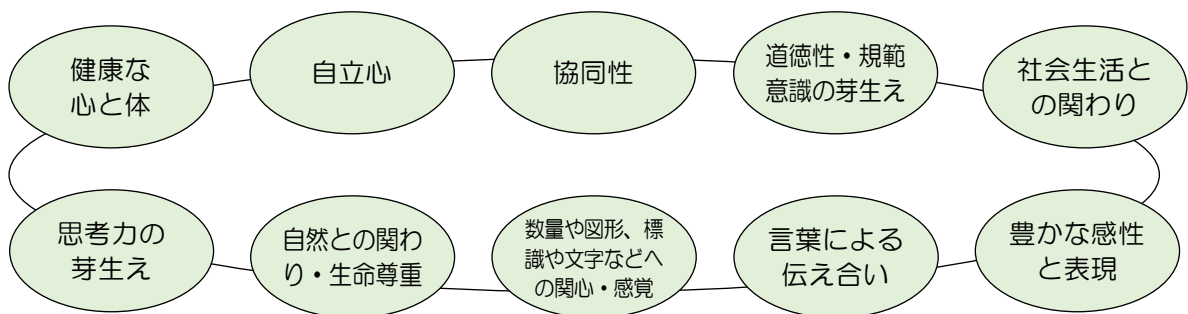 健康な
心と体
自立心
協同性
道徳性・規範
意識の芽生え
社会生活と
の関わり
思考力の
芽生え
自然との関わ
り・生命尊重
数量や図形、標
識や文字などへ
の関心・感覚
言葉による
伝え合い
豊かな感性
と表現